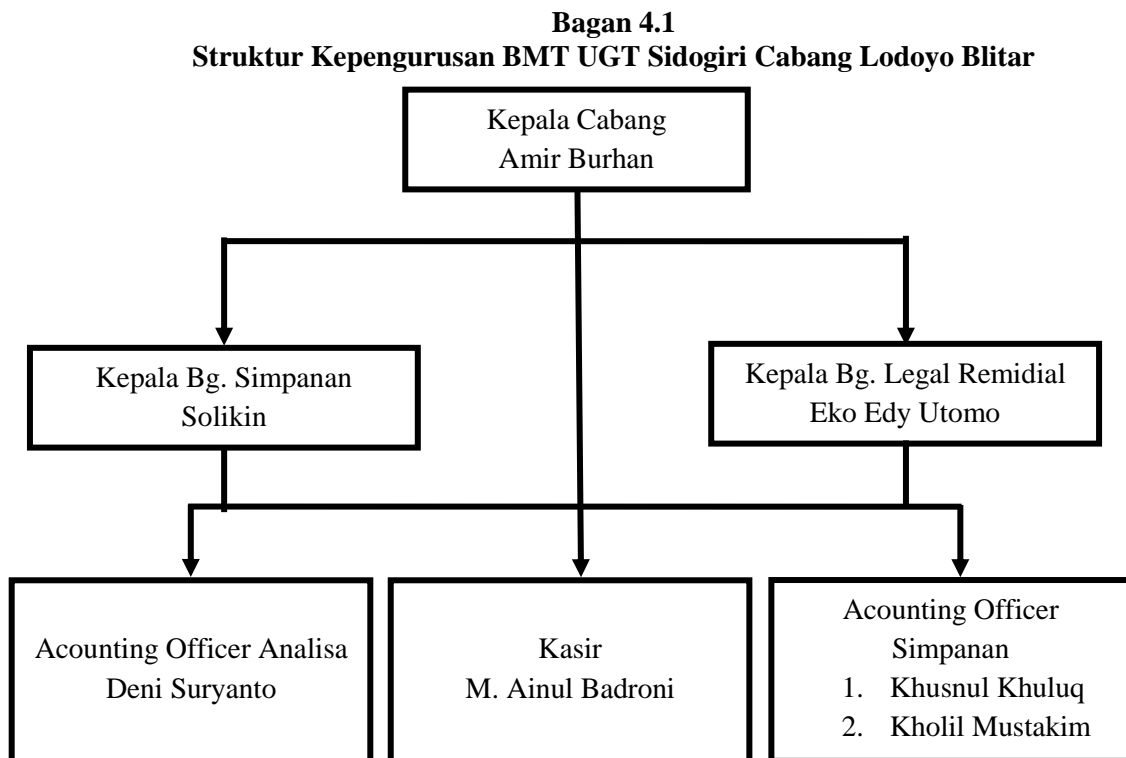 Bagan 4.1
Struktur Kepengurusan BMT UGT Sidogiri Cabang Lodoyo Blitar
Kepala Cabang
Amir Burhan
Kepala Bg. Simpanan
Solikin
Kepala Bg. Legal Remidial
Eko Edy Utomo
Acounting Officer Analisa
Deni Suryanto
Kasir
M. Ainul Badroni
Acounting Officer
Simpanan
1. Khusnul Khuluq
2. Kholil Mustakim